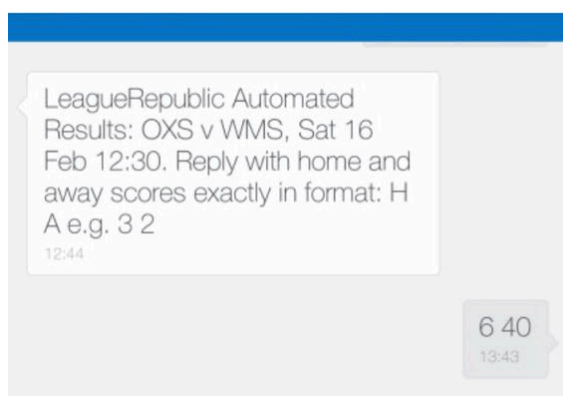 LeagueRepublic Automated
Results: OXS v WMS, Sat 16
Feb 12:30. Reply with home and
away scores exactly in format: H
A e.g. 3 2
12:44
6 40
13:43